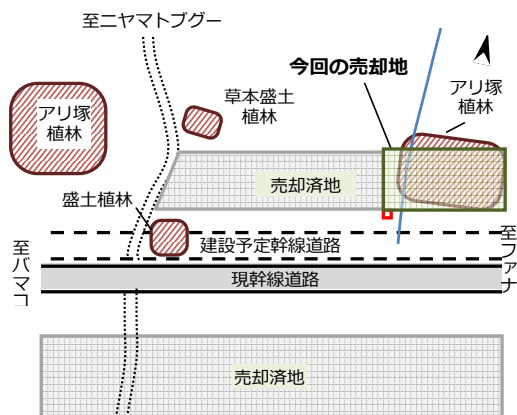 至ニヤマトブグー
今回の売却地
アリ塚
植林
草本盛土
植林
アリ塚
植林
売却済地
盛土植林
建設予定幹線道路
至バマコ
至ファナ
現幹線道路
売却済地